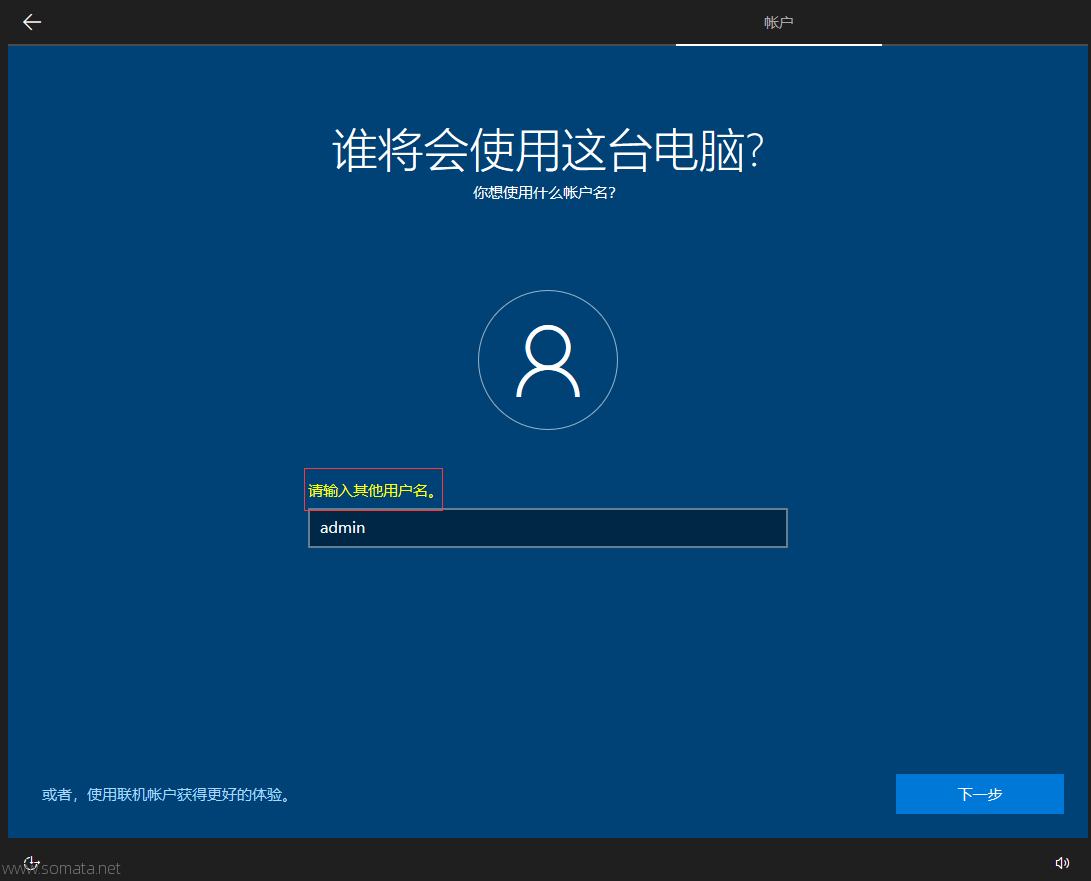 帐户
谁将会使用这台电脑?
你想使用什么帐户名?
请输入其他用户名。
admin
或者，使用联机帐户获得更好的体验。
下一步
www.somata.net